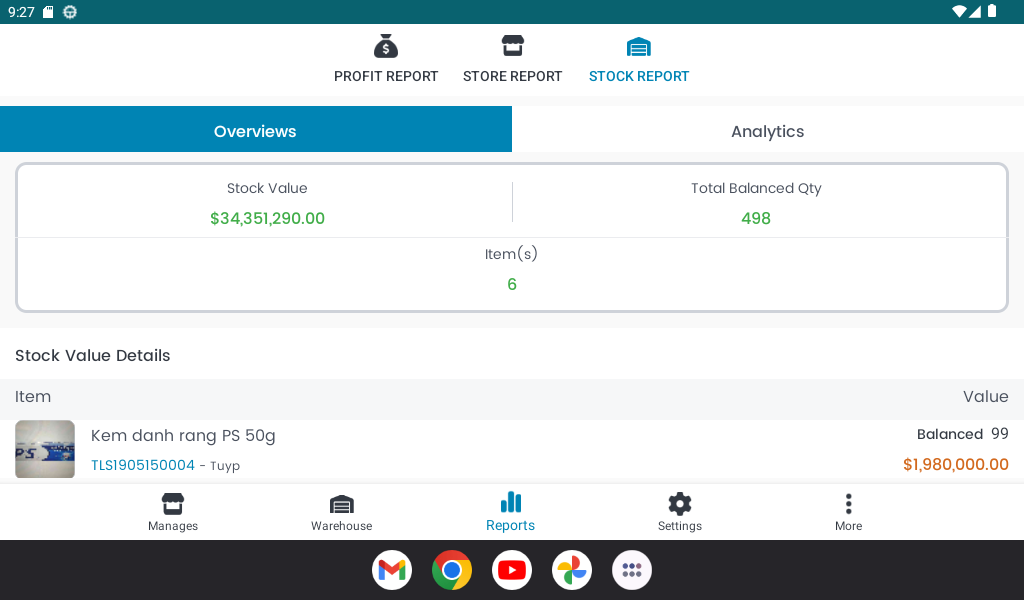 9:27
PROFIT REPORT STORE REPORT STOCK REPORT
Overviews Analytics
Stock Value Total Balanced Qty
$34,351,290.00 498
Item(s)
6
Stock Value Details
Item Value
Kem danh rang PS 50g Balanced 99
TLS1905150004 - Tuyp $1,980,000.00
Manages Warehouse Reports Settings More